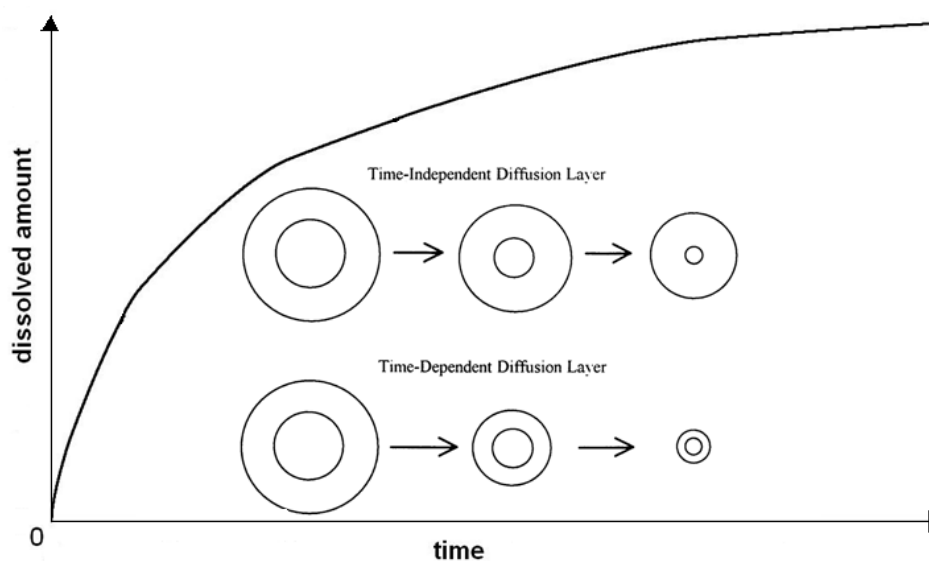 dissolved amount
Time-Independent Diffusion Layer
Time-Dependent Diffusion Layer
0
time